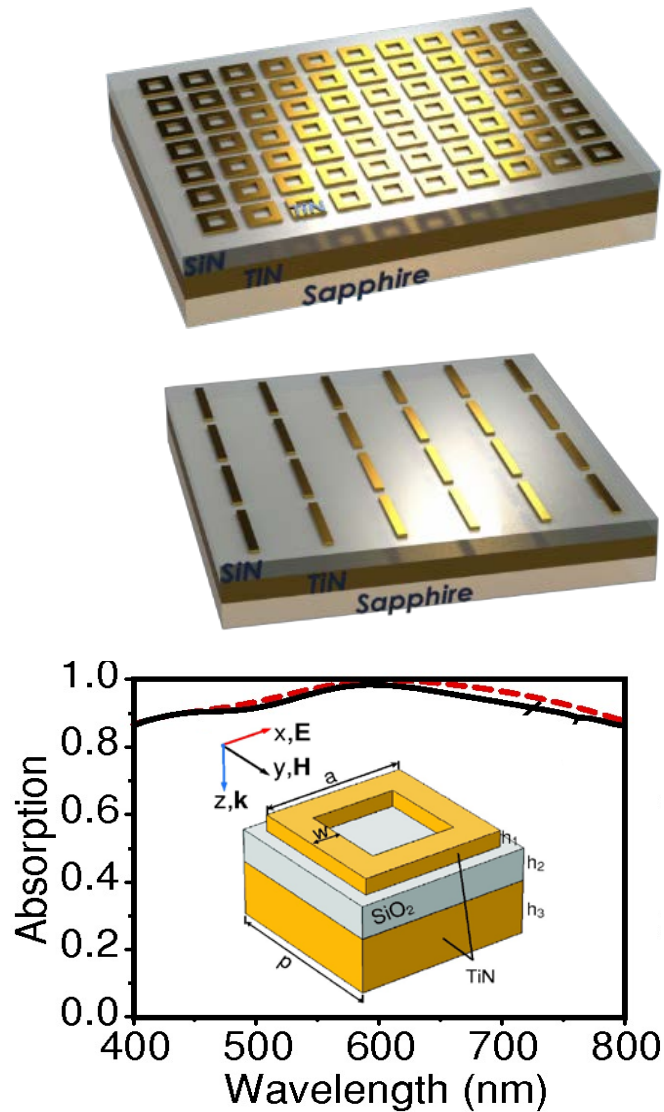 TiN
SiN
TiN
Sapphire
SiN
TiN
Sapphire
1.0
0.8
0.6
0.4
0.2
0.0
Absorption
x,E
y,H
z,k
a
w
h₁
h₂
h₃
SiO₂
p
TiN
400 500 600 700 800
Wavelength (nm)